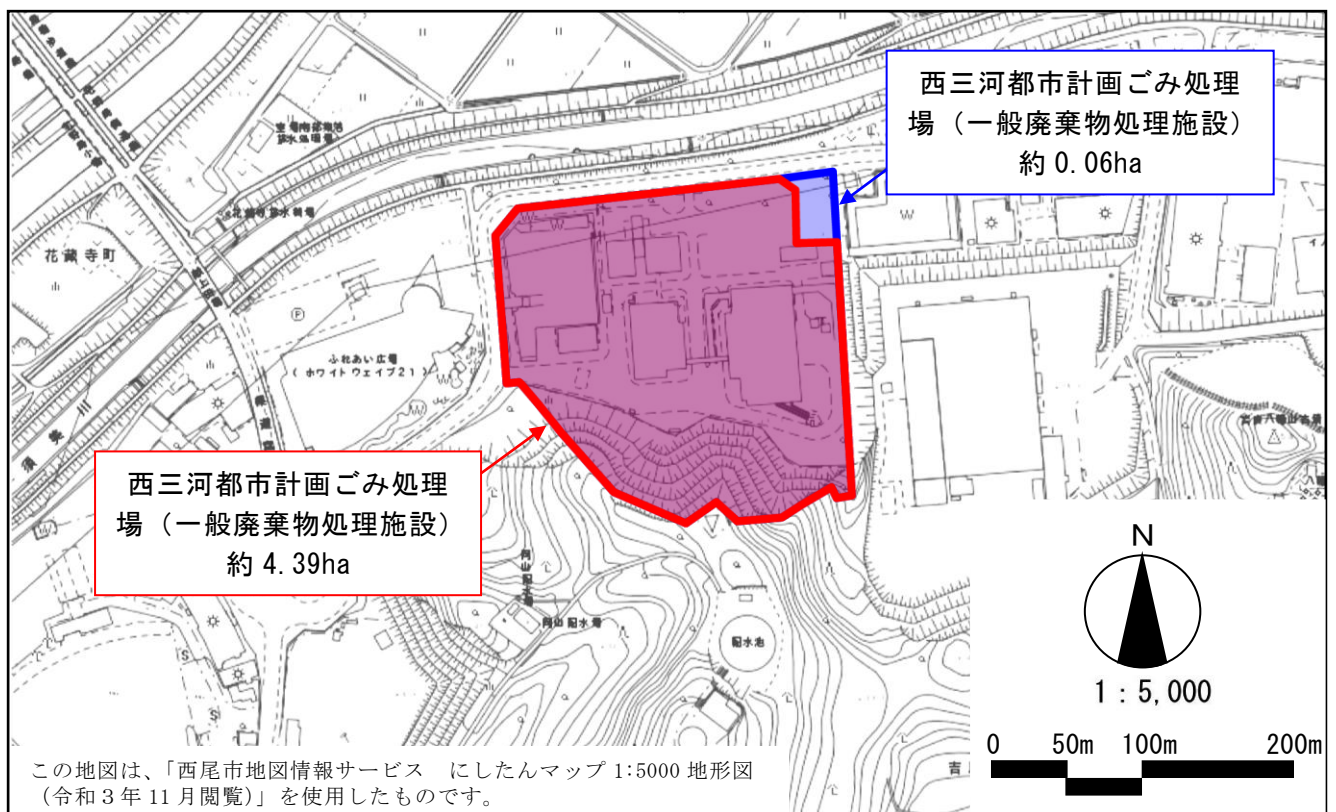 西三河都市計画ごみ処理
場（一般廃棄物処理施設）
約 0.06ha
花蔵寺町
ふれあい広場
(ホワイトウェイブ21)
西三河都市計画ごみ処理
場（一般廃棄物処理施設）
約 4.39ha
岡山配水場
配水池
N
1：5,000
0 50m 100m 200m
この地図は、「西尾市地図情報サービス　にしたんマップ 1:5000 地形図
（令和３年 11 月閲覧）」を使用したものです。